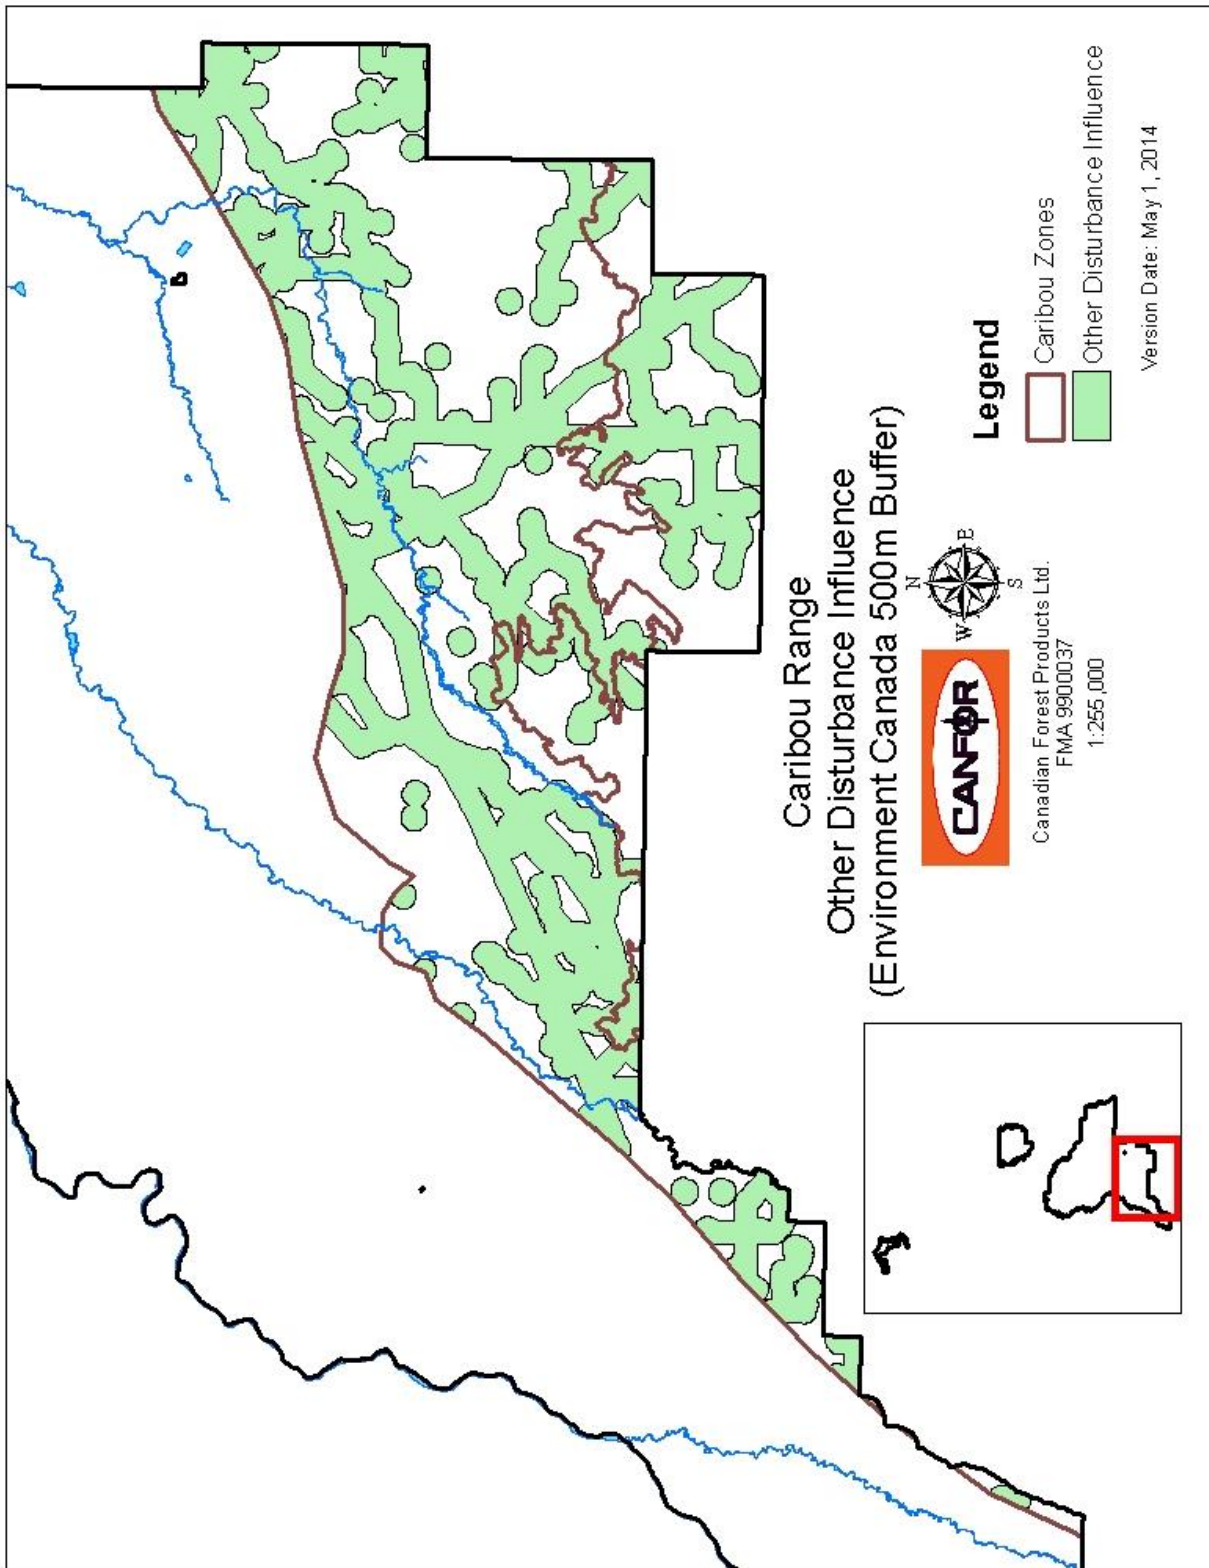 Caribou Range
Other Disturbance Influence
(Environment Canada 500m Buffer)
CANFOR
N
W
E
S
Canadian Forest Products Ltd.
FMA 9900037
1:255,000
Legend
Caribou Zones
Other Disturbance Influence
Version Date: May 1, 2014